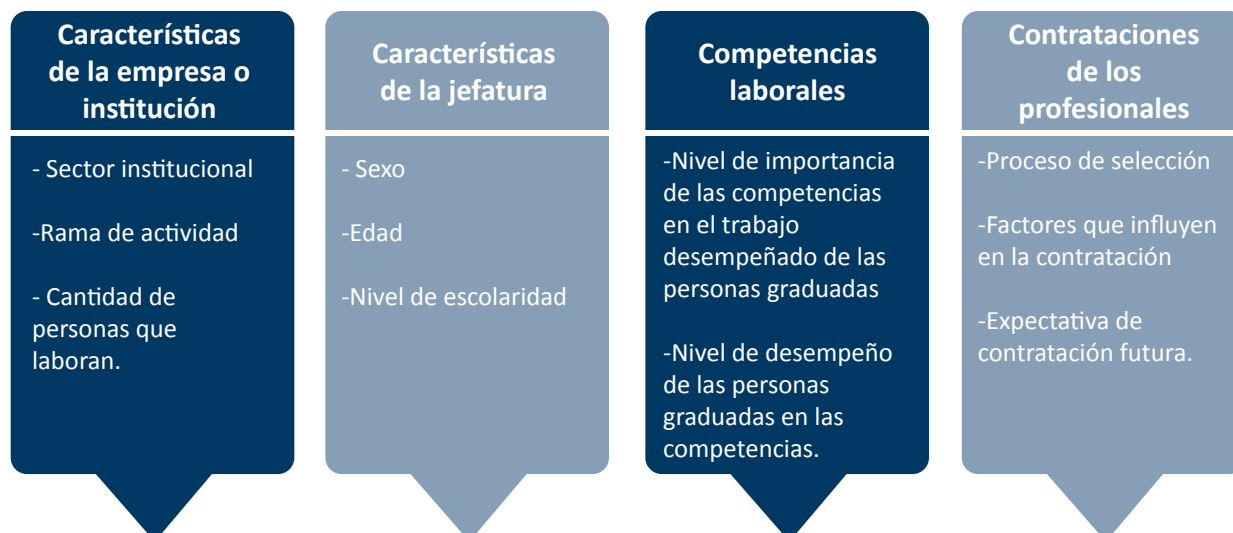 Característísticas
de la empresa o
institución
- Sector institucional
-Rama de actividad
- Cantidad de
personas que
laboran.
Característísticas
de la jefatura
- Sexo
-Edad
-Nivel de escolaridad
Competencias
laborales
-Nivel de importancia
de las competencias
en el trabajo
desempeñado de las
personas graduadas
-Nivel de desempeño
de las personas
graduadas en las
competencias.
Contrataciones
de los
profesionales
-Proceso de selección
-Factores que influyen
en la contratación
-Expectativa de
contratación futura.